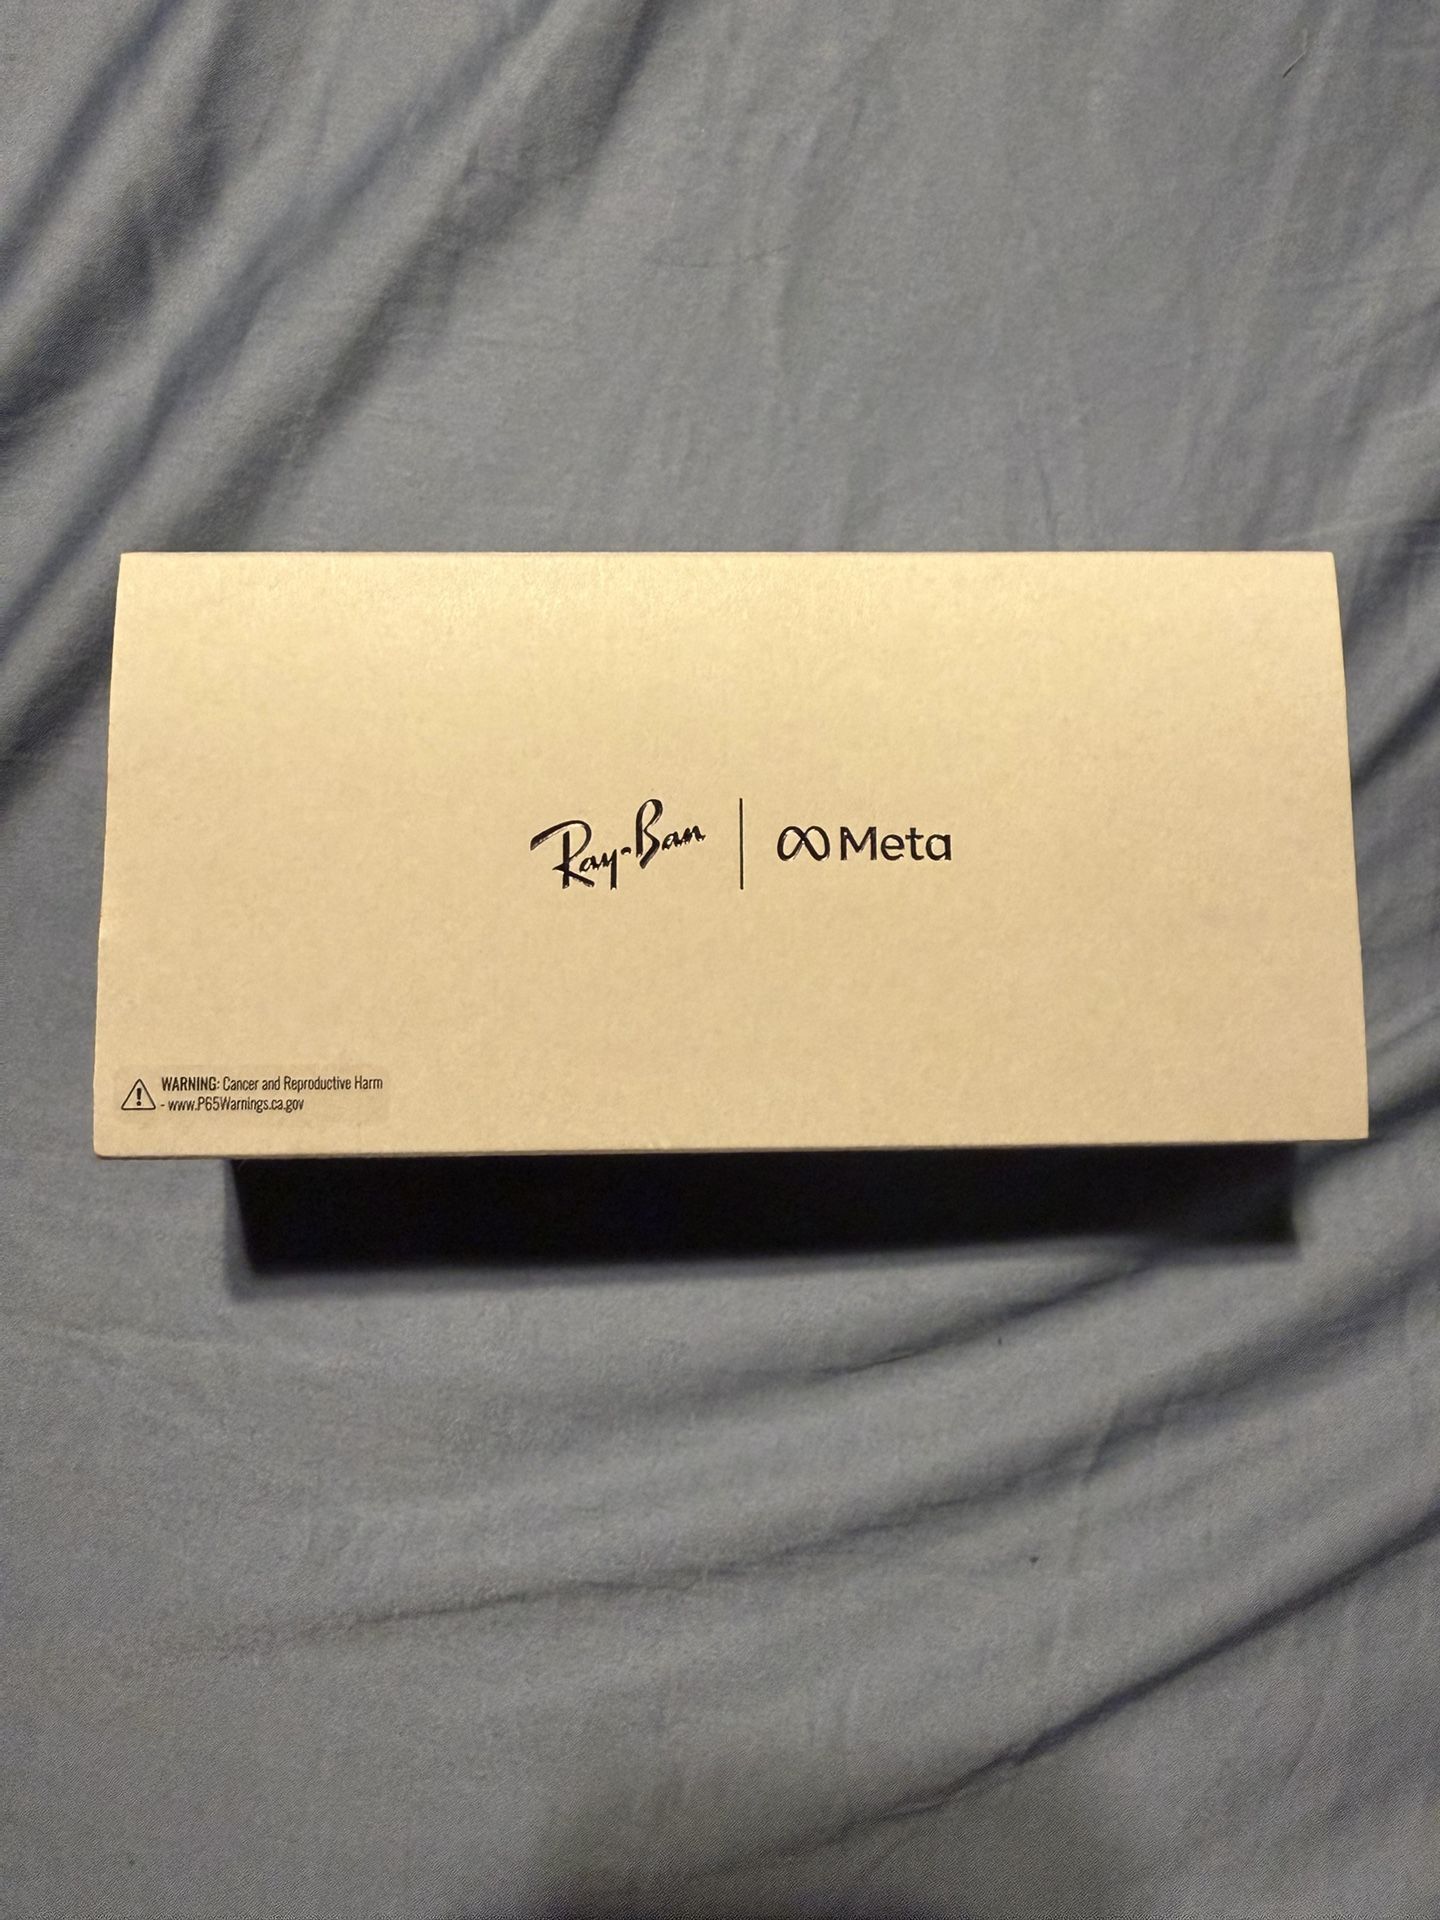 Ray-Ban | Meta
WARNING: Cancer and Reproductive Harm
- www.P65Warnings.ca.gov